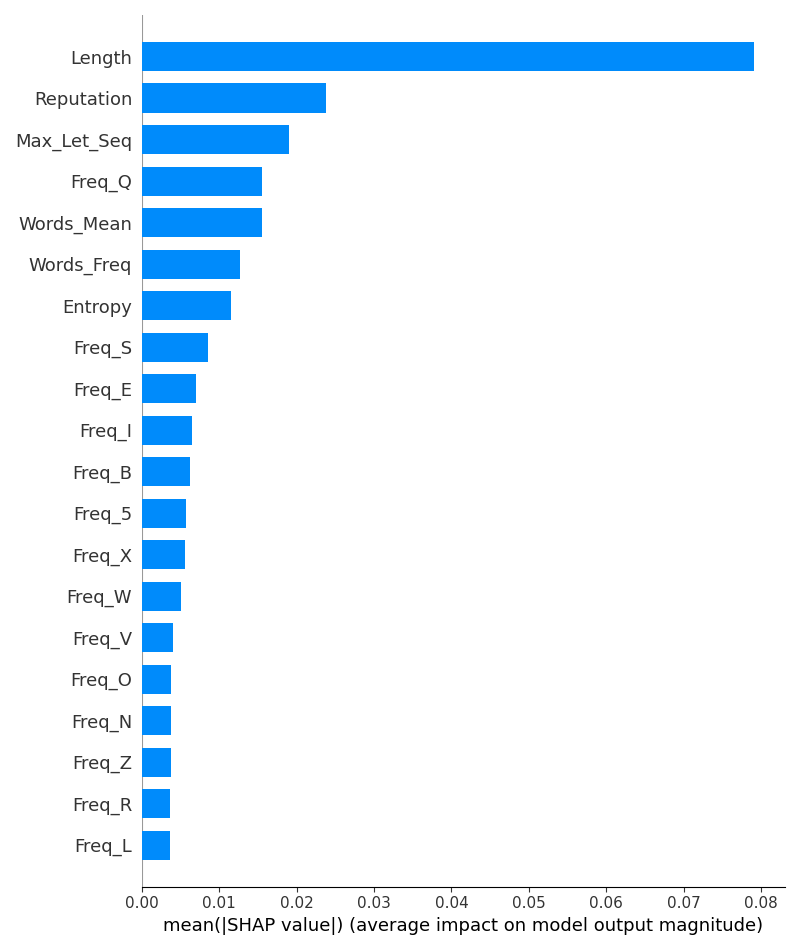 Length
Reputation
Max_Let_Seq
Freq_Q
Words_Mean
Words_Freq
Entropy
Freq_S
Freq_E
Freq_I
Freq_B
Freq_5
Freq_X
Freq_W
Freq_V
Freq_O
Freq_N
Freq_Z
Freq_R
Freq_L
0.00 0.01 0.02 0.03 0.04 0.05 0.06 0.07 0.08
mean(|SHAP value|) (average impact on model output magnitude)